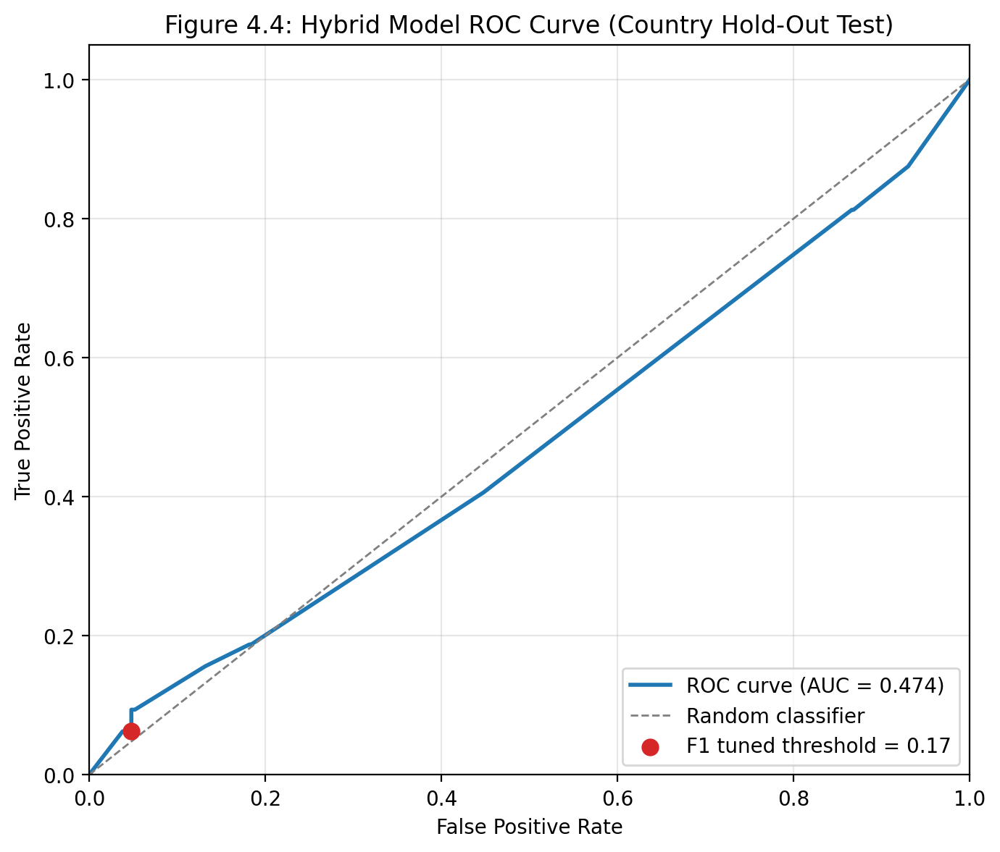 Figure 4.4: Hybrid Model ROC Curve (Country Hold-Out Test)
True Positive Rate
1.0
0.8
0.6
0.4
0.2
0.0
0.0 0.2 0.4 0.6 0.8 1.0
False Positive Rate
ROC curve (AUC = 0.474)
Random classifier
F1 tuned threshold = 0.17